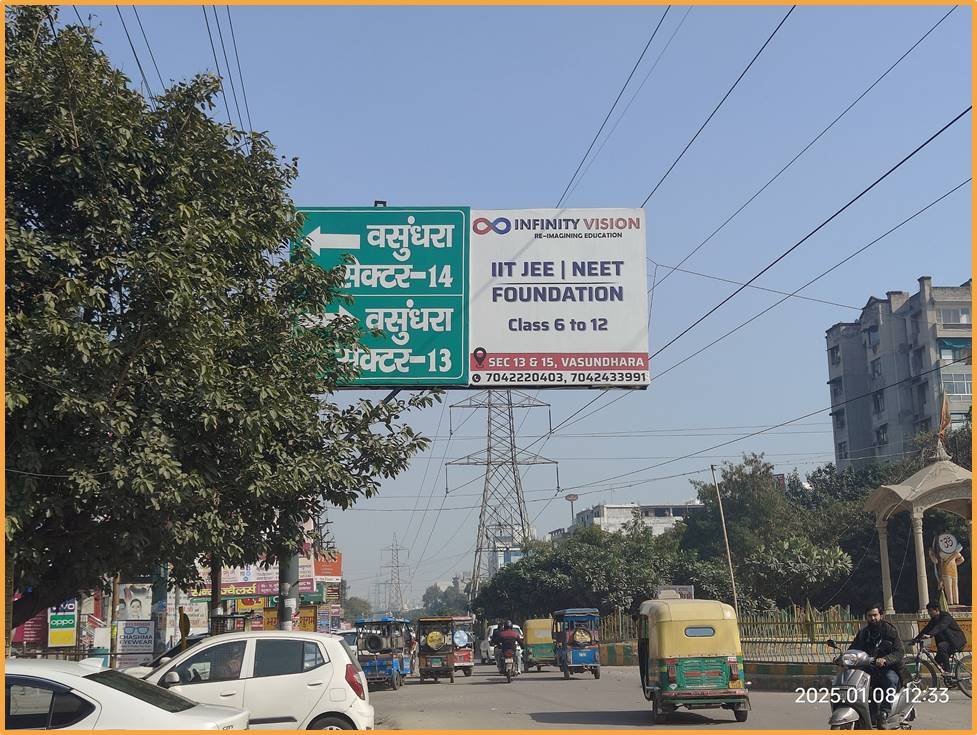 वसुंधरा
सेक्टर-14
वसुंधरा
सेक्टर-13
INFINITY VISION
RE-IMAGINING EDUCATION
IIT JEE | NEET
FOUNDATION
Class 6 to 12
SEC 13 & 15, VASUNDHARA
7042220403, 7042433991
oppo
CHASHMA
EYEWEAR
ॐ
2025.01.08 12:33